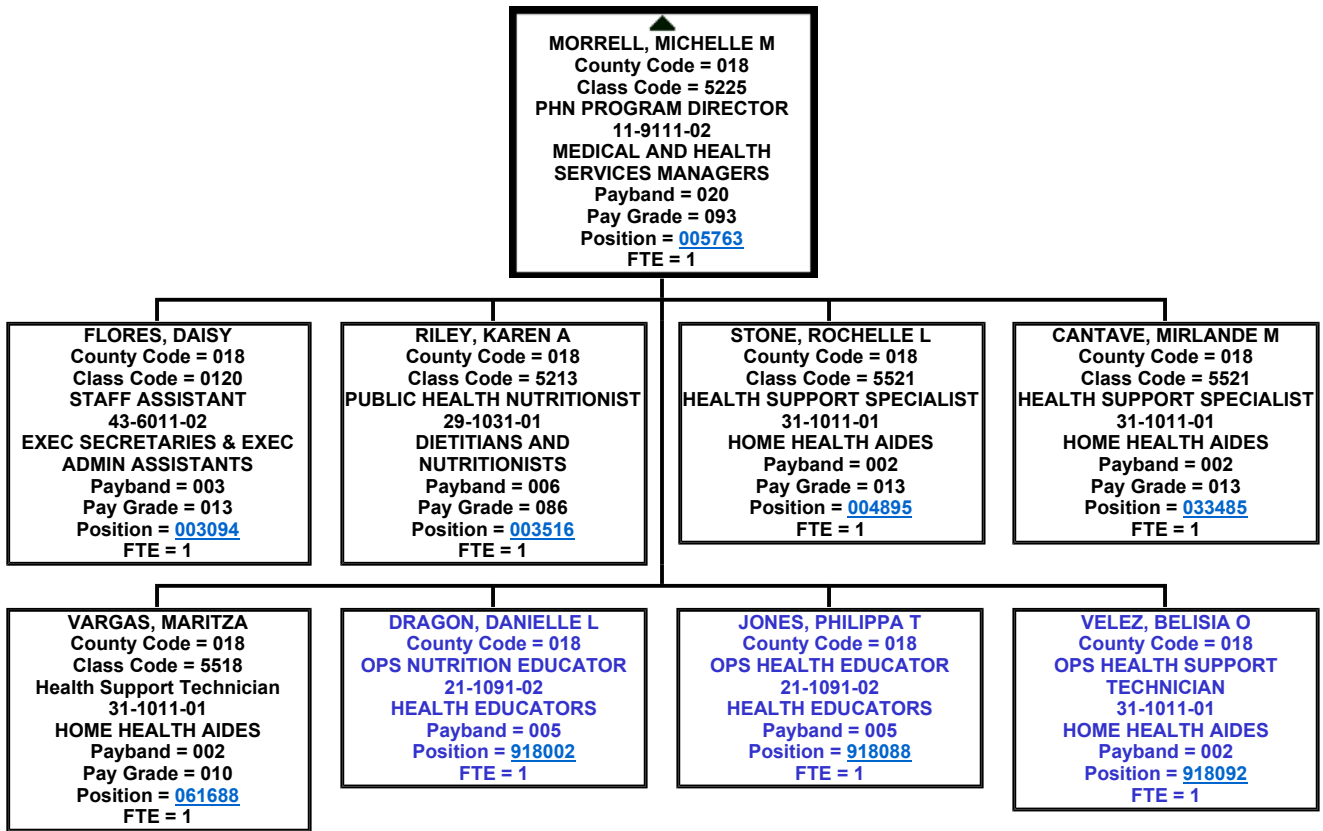 MORRELL, MICHELLE M
County Code = 018
Class Code = 5225
PHN PROGRAM DIRECTOR
11-9111-02
MEDICAL AND HEALTH
SERVICES MANAGERS
Payband = 020
Pay Grade = 093
Position = 005763
FTE = 1
FLORES, DAISY
County Code = 018
Class Code = 0120
STAFF ASSISTANT
43-6011-02
EXEC SECRETARIES & EXEC
ADMIN ASSISTANTS
Payband = 003
Pay Grade = 013
Position = 003094
FTE = 1
RILEY, KAREN A
County Code = 018
Class Code = 5213
PUBLIC HEALTH NUTRITIONIST
29-1031-01
DIETITIANS AND
NUTRITIONISTS
Payband = 006
Pay Grade = 086
Position = 003516
FTE = 1
STONE, ROCHELLE L
County Code = 018
Class Code = 5521
HEALTH SUPPORT SPECIALIST
31-1011-01
HOME HEALTH AIDES
Payband = 002
Pay Grade = 013
Position = 004895
FTE = 1
CANTAVE, MIRLANDE M
County Code = 018
Class Code = 5521
HEALTH SUPPORT SPECIALIST
31-1011-01
HOME HEALTH AIDES
Payband = 002
Pay Grade = 013
Position = 033485
FTE = 1
VARGAS, MARITZA
County Code = 018
Class Code = 5518
Health Support Technician
31-1011-01
HOME HEALTH AIDES
Payband = 002
Pay Grade = 010
Position = 061688
FTE = 1
DRAGON, DANIELLE L
County Code = 018
OPS NUTRITION EDUCATOR
21-1091-02
HEALTH EDUCATORS
Payband = 005
Position = 918002
FTE = 1
JONES, PHILIPPA T
County Code = 018
OPS HEALTH EDUCATOR
21-1091-02
HEALTH EDUCATORS
Payband = 005
Position = 918088
FTE = 1
VELEZ, BELISIA O
County Code = 018
OPS HEALTH SUPPORT
TECHNICIAN
31-1011-01
HOME HEALTH AIDES
Payband = 002
Position = 918092
FTE = 1